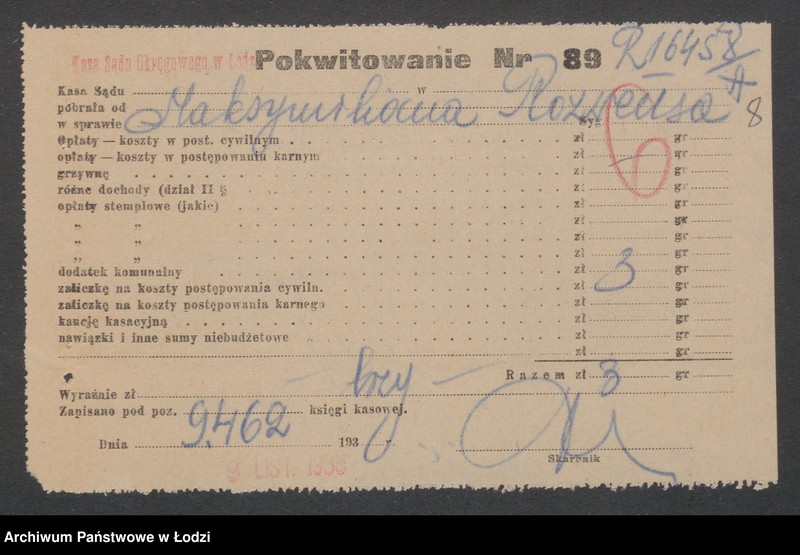 Kasa Sądu Okręgowego w Łodzi
Pokwitowanie Nr 89
Kasa Sądu w
pobrała od Maksymiljana
w sprawie Syg
Opłaty — koszty w post. cywilnym zł gr
opłaty — koszty w postępowaniu karnym zł gr
grzywnę zł gr
różne dochody (dział II § zł gr
opłaty stemplowe (jakie) zł gr
„ „ zł gr
„ „ zł gr
„ „ zł gr
dodatek komunalny zł gr
zaliczkę na koszty postępowania cywiln. zł 3 gr
zaliczkę na koszty postępowania karnego zł gr
kaucję kasacyjną zł gr
nawiązki i inne sumy niebudżetowe zł gr
zł gr
Razem zł 3 gr
Wyraźnie zł — trzy —
Zapisano pod poz. 9462 księgi kasowej.
Dnia 193 r
8 LIST. 1938
Skarbnik
6
8
Archiwum Państwowe w Łodzi